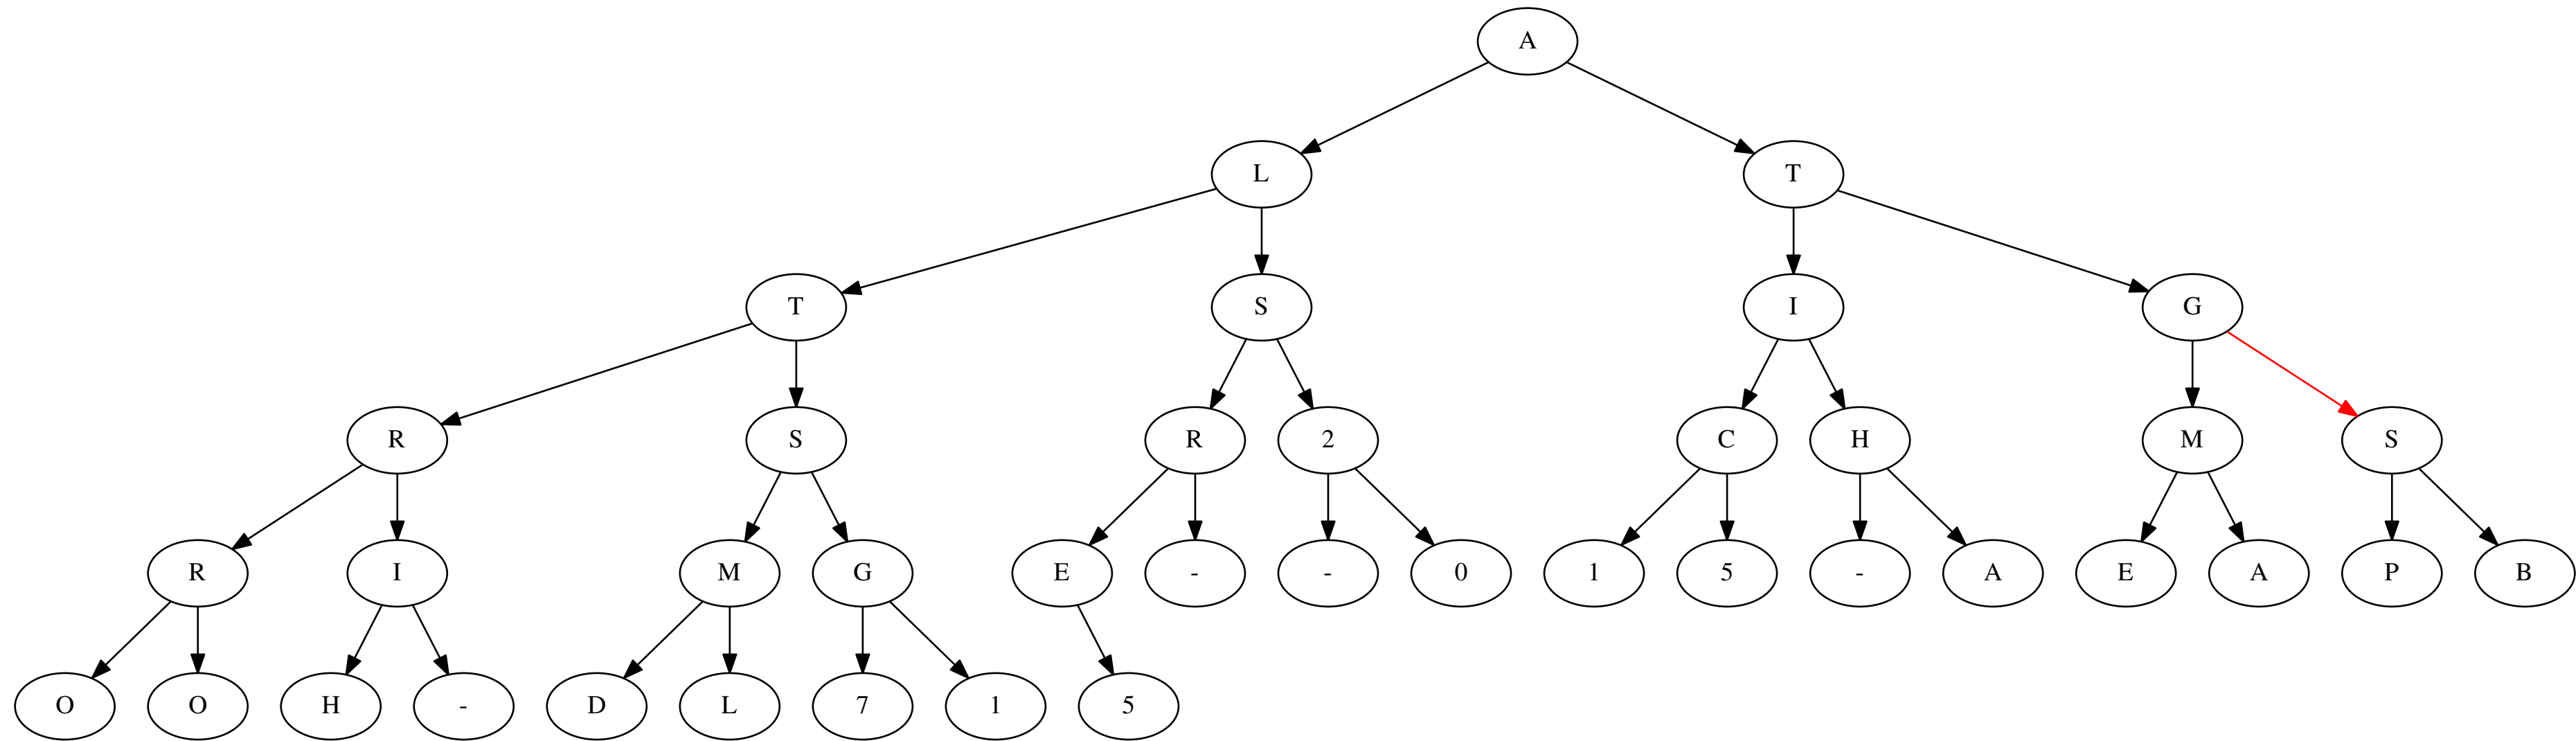 A
L T
T S I G
R S R 2 C H M S
R I M G E - - 0 1 5 - A E A P B
O O H - D L 7 1 5